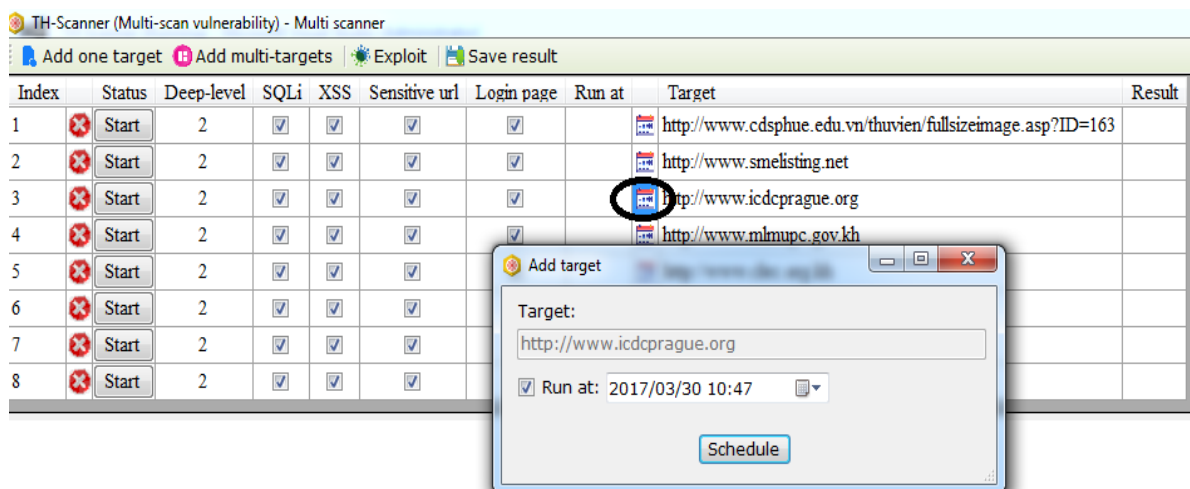 TH-Scanner (Multi-scan vulnerability) - Multi scanner
Add one target Add multi-targets Exploit Save result
Index Status Deep-level SQLi XSS Sensitive url Login page Run at Target Result
1 Start 2 http://www.cdsphue.edu.vn/thuvien/fullsizeimage.asp?ID=163
2 Start 2 http://www.smelisting.net
3 Start 2 http://www.icdcprague.org
4 Start 2 http://www.mlmupc.gov.kh
5 Start 2
6 Start 2
7 Start 2
8 Start 2
Add target
Target:
http://www.icdcprague.org
Run at: 2017/03/30 10:47
Schedule